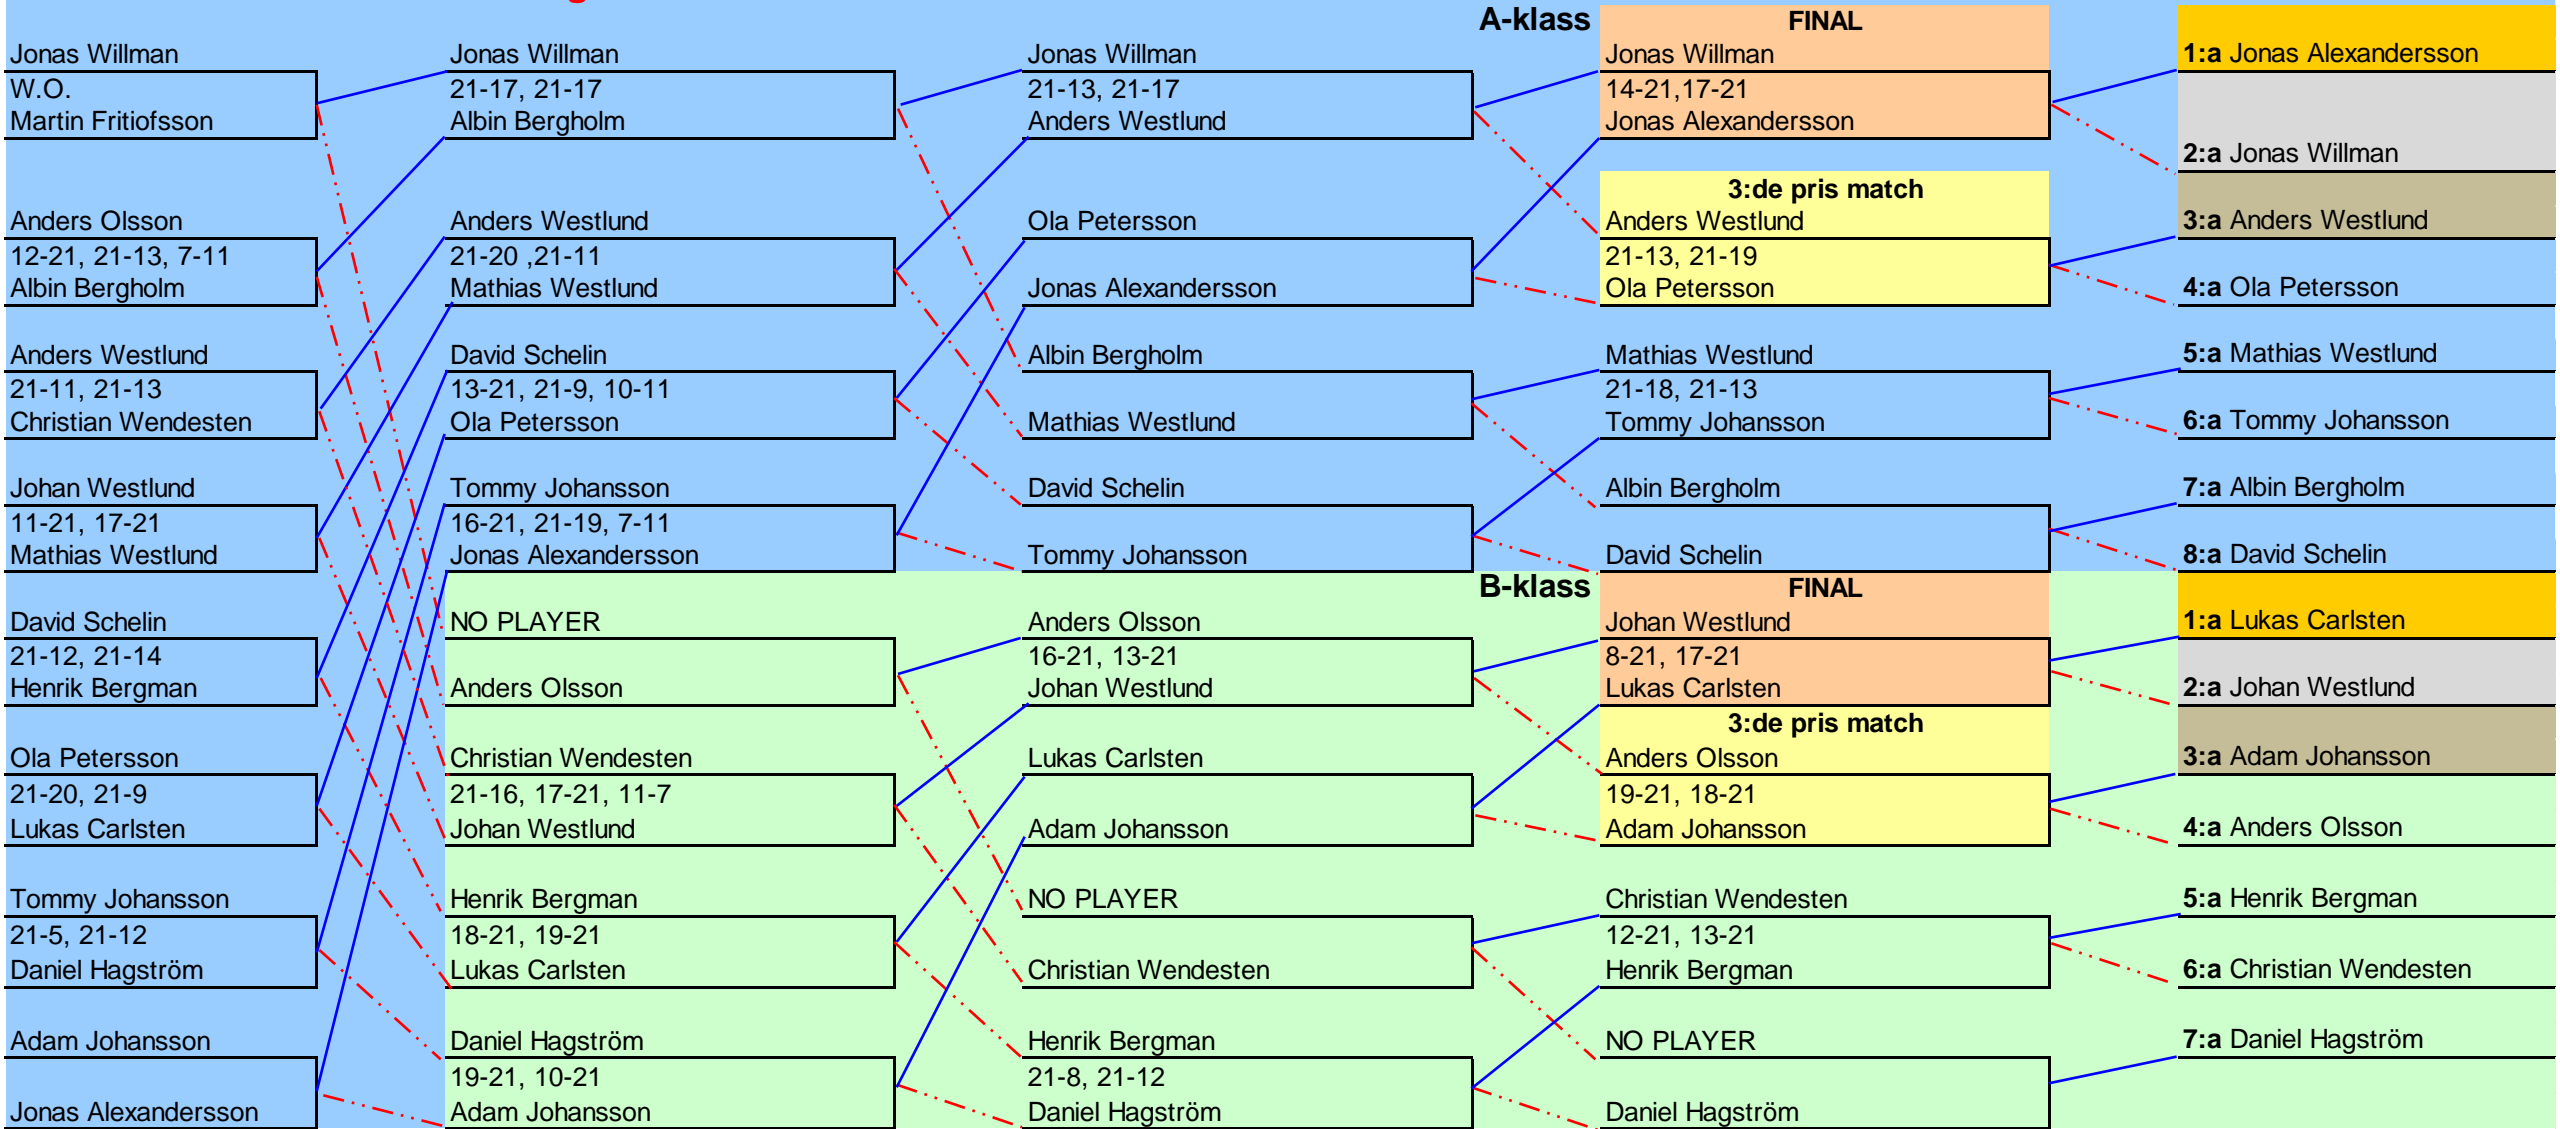 A-klass
FINAL
Jonas Willman
Jonas Willman
Jonas Willman
Jonas Willman
1:a Jonas Alexandersson
W.O.
21-17, 21-17
21-13, 21-17
14-21,17-21
Martin Fritiofsson
Albin Bergholm
Anders Westlund
Jonas Alexandersson
2:a Jonas Willman
3:de pris match
Anders Olsson
Anders Westlund
Ola Petersson
Anders Westlund
3:a Anders Westlund
12-21, 21-13, 7-11
21-20 ,21-11
21-13, 21-19
Albin Bergholm
Mathias Westlund
Jonas Alexandersson
Ola Petersson
4:a Ola Petersson
Anders Westlund
David Schelin
Albin Bergholm
Mathias Westlund
5:a Mathias Westlund
21-11, 21-13
13-21, 21-9, 10-11
21-18, 21-13
Christian Wendesten
Ola Petersson
Mathias Westlund
Tommy Johansson
6:a Tommy Johansson
Johan Westlund
Tommy Johansson
David Schelin
Albin Bergholm
7:a Albin Bergholm
11-21, 17-21
16-21, 21-19, 7-11
Mathias Westlund
Jonas Alexandersson
Tommy Johansson
David Schelin
8:a David Schelin
B-klass
FINAL
David Schelin
NO PLAYER
Anders Olsson
Johan Westlund
1:a Lukas Carlsten
21-12, 21-14
16-21, 13-21
8-21, 17-21
Henrik Bergman
Anders Olsson
Johan Westlund
Lukas Carlsten
2:a Johan Westlund
3:de pris match
Ola Petersson
Christian Wendesten
Lukas Carlsten
Anders Olsson
3:a Adam Johansson
21-20, 21-9
21-16, 17-21, 11-7
19-21, 18-21
Lukas Carlsten
Johan Westlund
Adam Johansson
Adam Johansson
4:a Anders Olsson
Tommy Johansson
Henrik Bergman
NO PLAYER
Christian Wendesten
5:a Henrik Bergman
21-5, 21-12
18-21, 19-21
12-21, 13-21
Daniel Hagström
Lukas Carlsten
Christian Wendesten
Henrik Bergman
6:a Christian Wendesten
Adam Johansson
Daniel Hagström
Henrik Bergman
NO PLAYER
7:a Daniel Hagström
19-21, 10-21
21-8, 21-12
Jonas Alexandersson
Adam Johansson
Daniel Hagström
Daniel Hagström